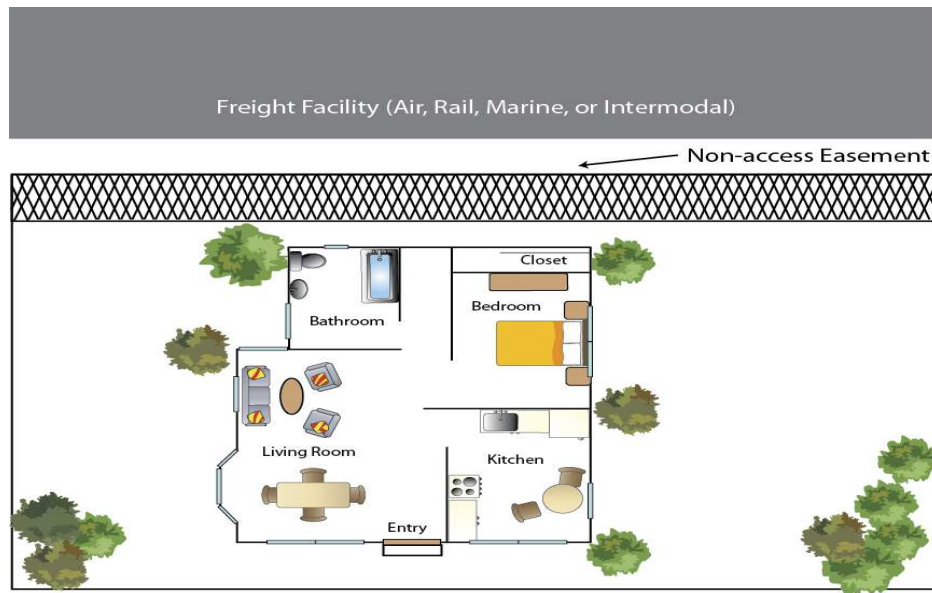 Freight Facility (Air, Rail, Marine, or Intermodal)
Non-access Easement
Closet
Bedroom
Bathroom
Living Room
Kitchen
Entry